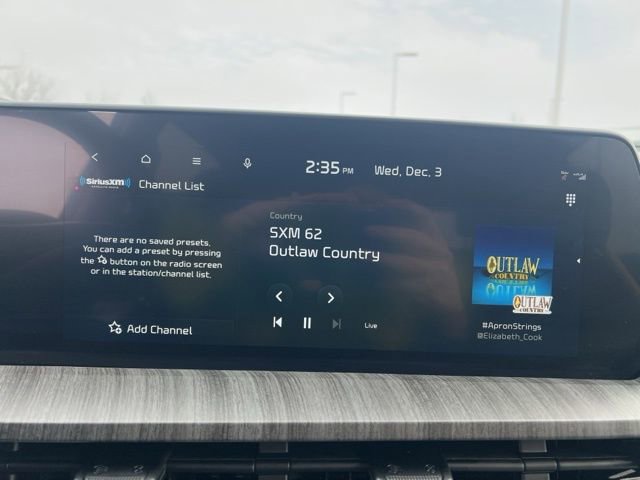 2:35 PM
Wed, Dec. 3
SiriusXM
SATELLITE RADIO
Channel List
There are no saved presets.
You can add a preset by pressing
the button on the radio screen
or in the station/channel list.
Add Channel
Country
SXM 62
Outlaw Country
Live
OUTLAW
COUNTRY
OUTLAW
COUNTRY
#ApronStrings
@Elizabeth_Cook